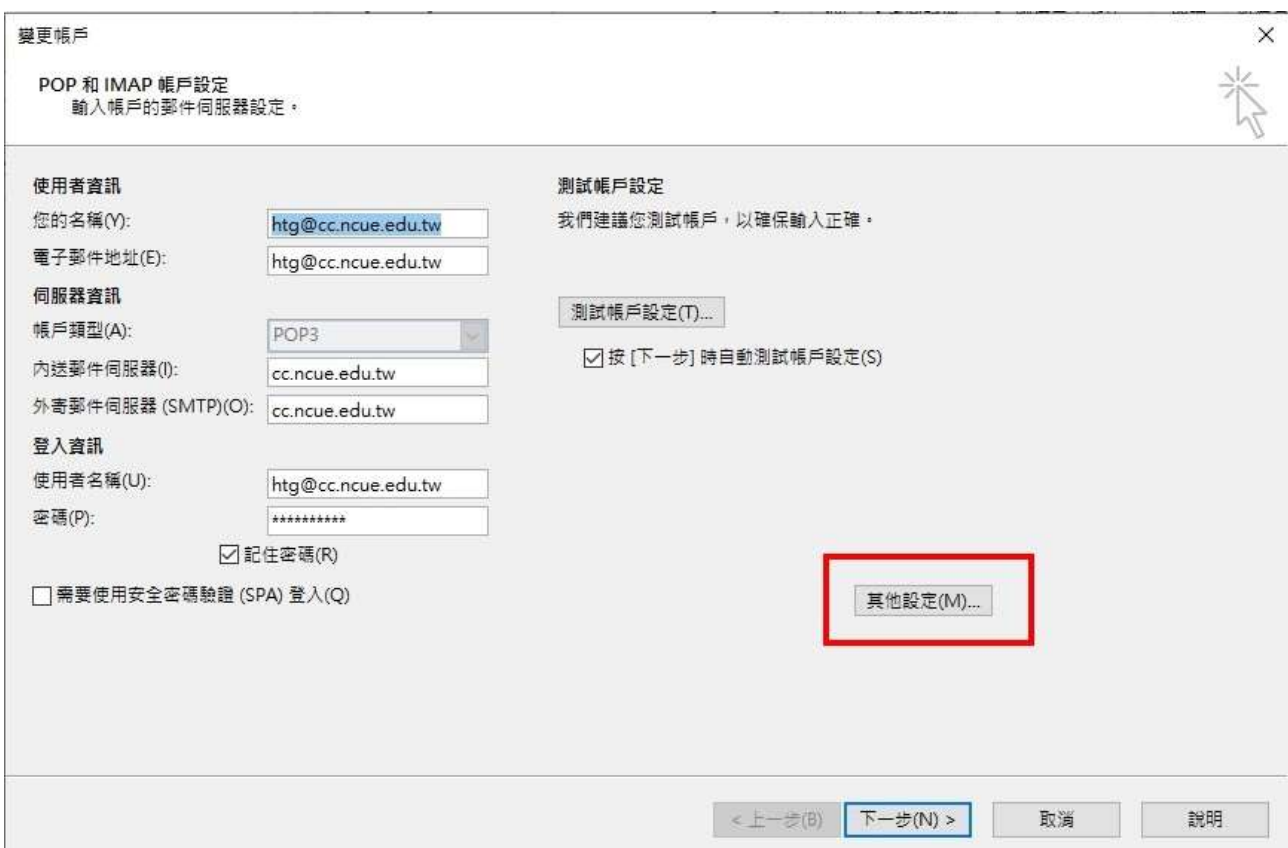 變更帳戶
POP 和 IMAP 帳戶設定
輸入帳戶的郵件伺服器設定。
使用者資訊
您的名稱(Y):
htg@cc.ncue.edu.tw
電子郵件地址(E):
htg@cc.ncue.edu.tw
伺服器資訊
帳戶類型(A):
POP3
內送郵件伺服器(I):
cc.ncue.edu.tw
外寄郵件伺服器 (SMTP)(O):
cc.ncue.edu.tw
登入資訊
使用者名稱(U):
htg@cc.ncue.edu.tw
密碼(P):
**********
記住密碼(R)
需要使用安全密碼驗證 (SPA) 登入(Q)
測試帳戶設定
我們建議您測試帳戶，以確保輸入正確。
測試帳戶設定(T)...
按 [下一步] 時自動測試帳戶設定(S)
其他設定(M)...
< 上一步(B)
下一步(N) >
取消
說明